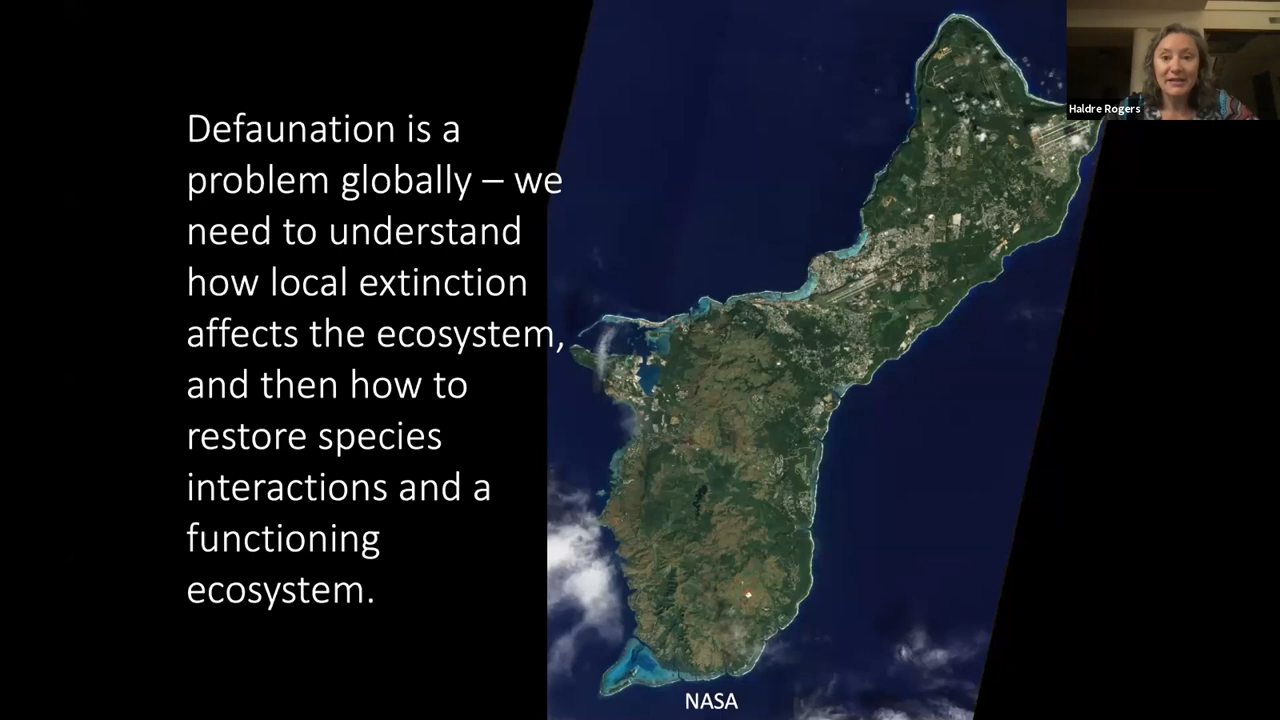 Defaunation is a
problem globally – we
need to understand
how local extinction
affects the ecosystem,
and then how to
restore species
interactions and a
functioning
ecosystem.
Haldre Rogers
NASA